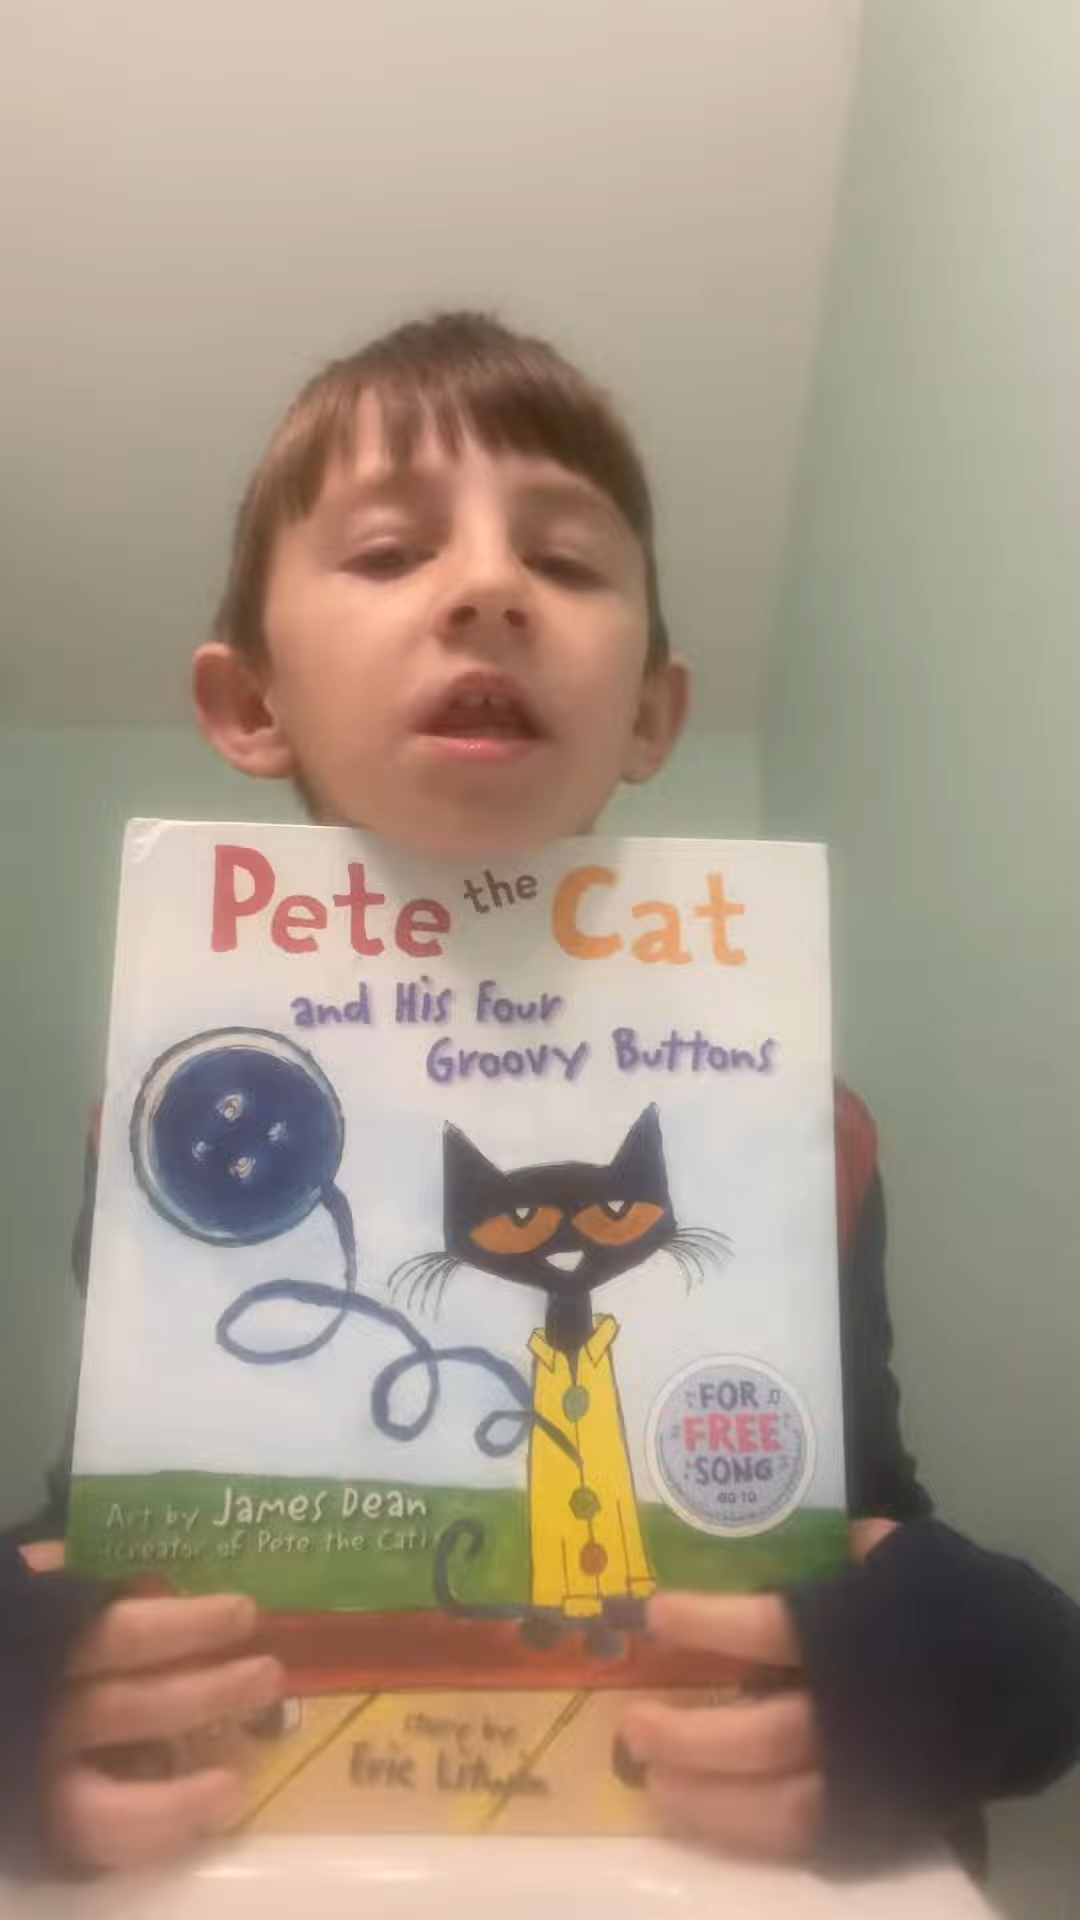 Pete the Cat
and His Four
Groovy Buttons
FOR
FREE
SONG
GO TO
Art by James Dean
(creator of Pete the Cat)
story by
Eric Litwin